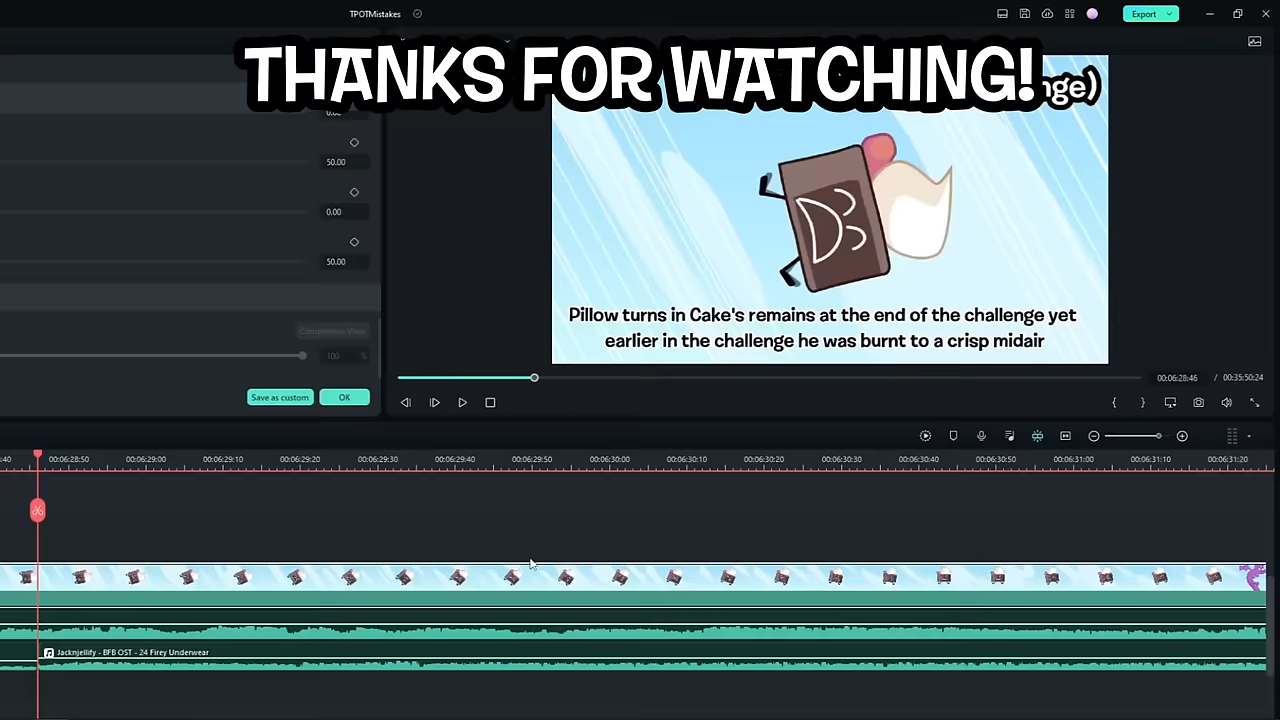 TPOTMistakes
Export
THANKS FOR WATCHING!
nge)
0.00
50.00
0.00
50.00
100 %
Save as custom
OK
Pillow turns in Cake's remains at the end of the challenge yet
earlier in the challenge he was burnt to a crisp midair
00:06:28:46 / 00:35:50:24
:40 00:06:28:50 00:06:29:00 00:06:29:10 00:06:29:20 00:06:29:30 00:06:29:40 00:06:29:50 00:06:30:00 00:06:30:10 00:06:30:20 00:06:30:30 00:06:30:40 00:06:30:50 00:06:31:00 00:06:31:10 00:06:31:20
Jacknjellify - BFB OST - 24 Firey Underwear